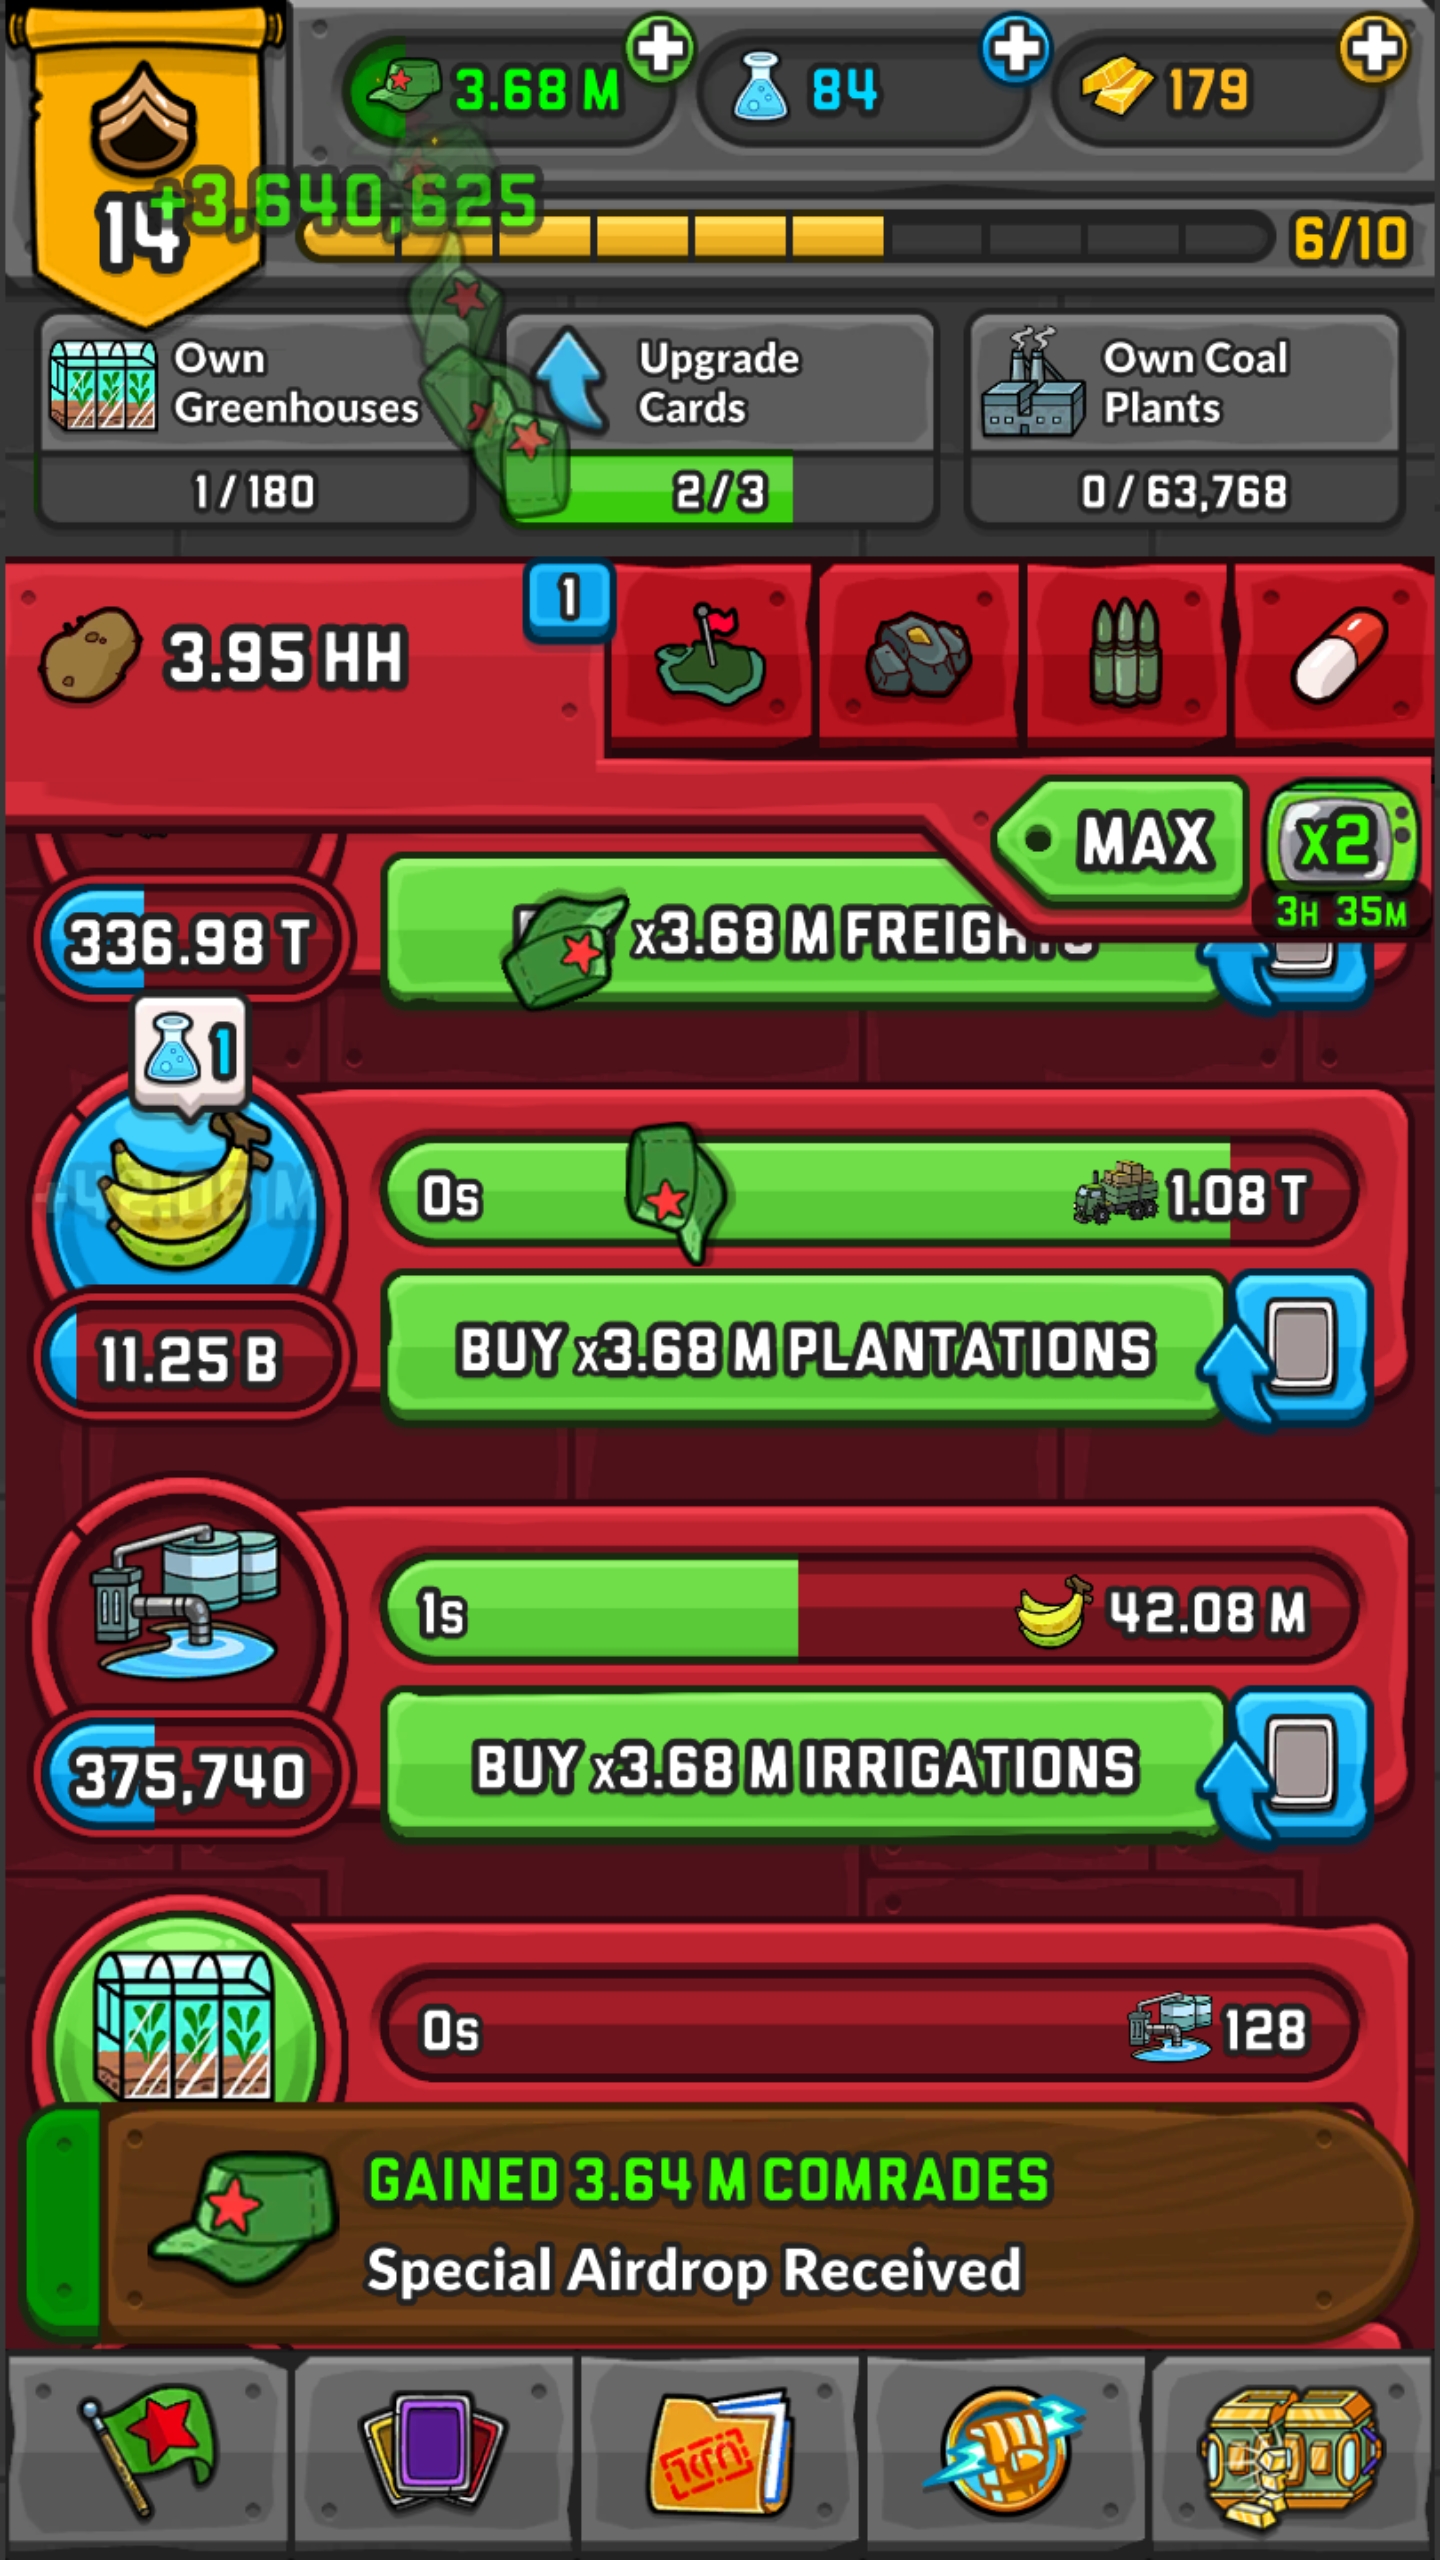 3.68 M
84
179
14
+3,640,625
6/10
Own
Greenhouses
1/180
Upgrade
Cards
2/3
Own Coal
Plants
0/63,768
3.95 HH
1
MAX
x2
3H 35M
336.98 T
x3.68 M FREIGHTS
1
+42.08 M
0s
1.08 T
11.25 B
BUY x3.68 M PLANTATIONS
1s
42.08 M
375,740
BUY x3.68 M IRRIGATIONS
0s
128
GAINED 3.64 M COMRADES
Special Airdrop Received